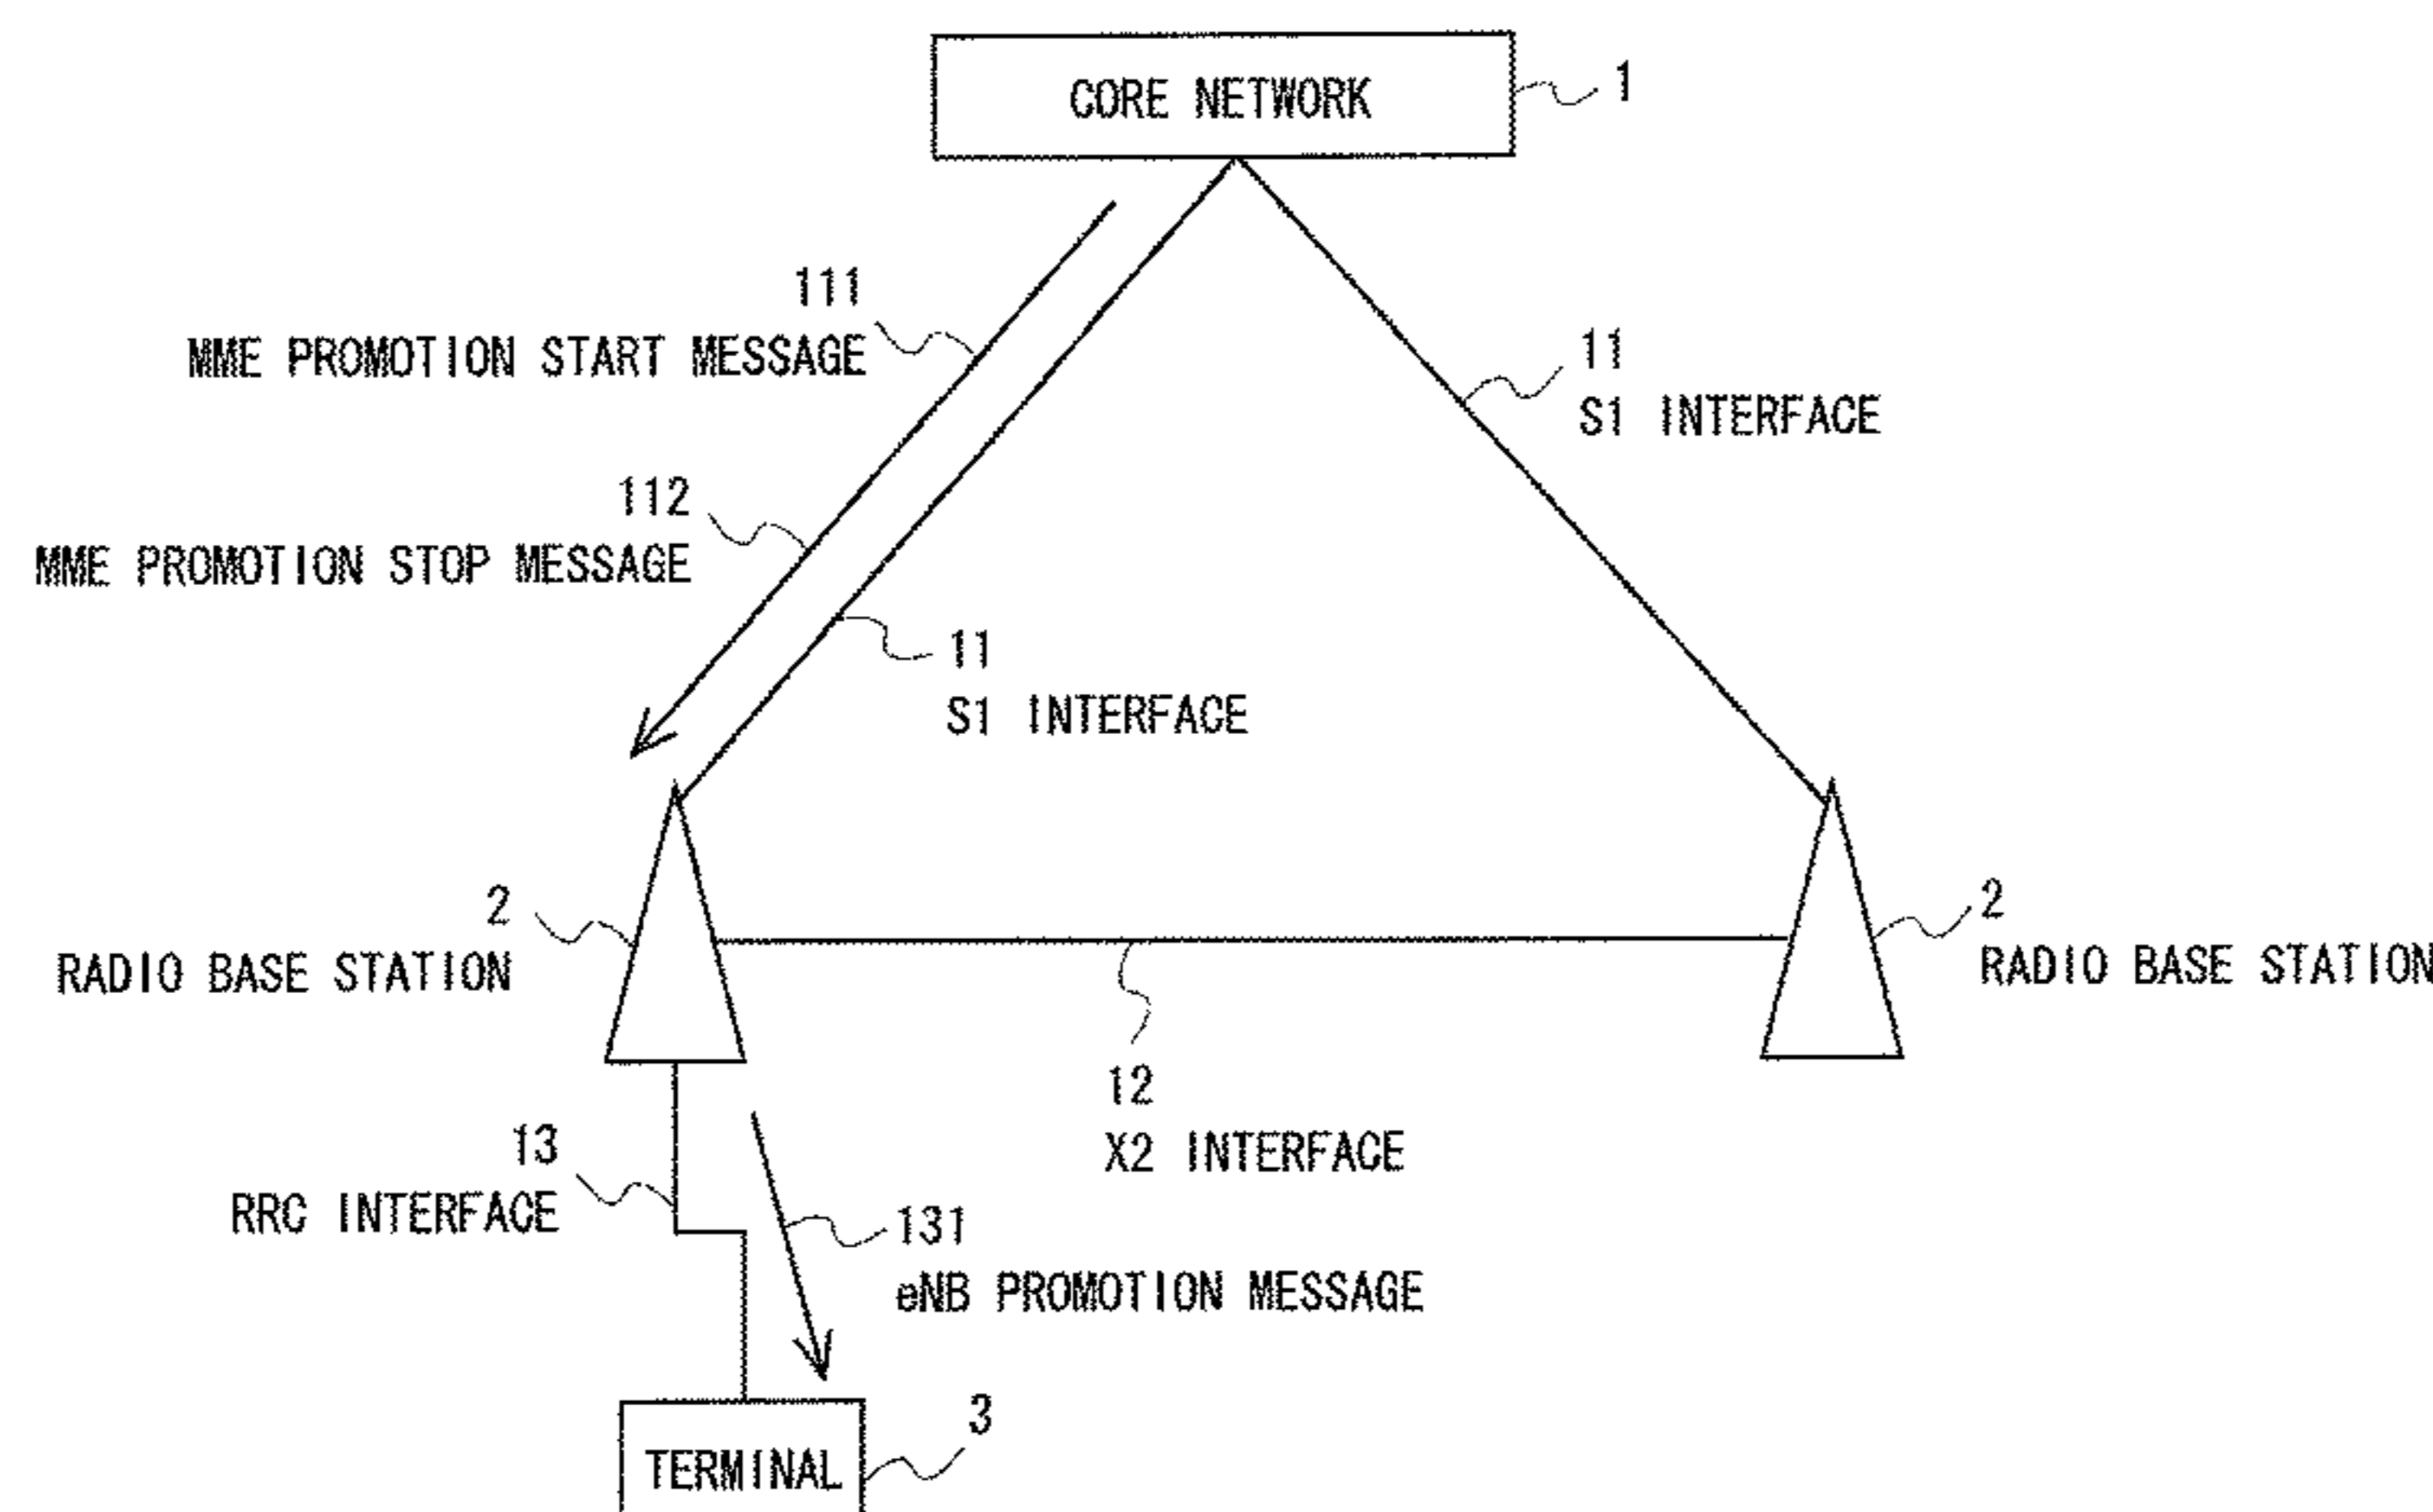 CORE NETWORK
1
111
MME PROMOTION START MESSAGE
11
S1 INTERFACE
112
MME PROMOTION STOP MESSAGE
11
S1 INTERFACE
2
RADIO BASE STATION
2
RADIO BASE STATION
12
X2 INTERFACE
13
RRC INTERFACE
131
eNB PROMOTION MESSAGE
3
TERMINAL